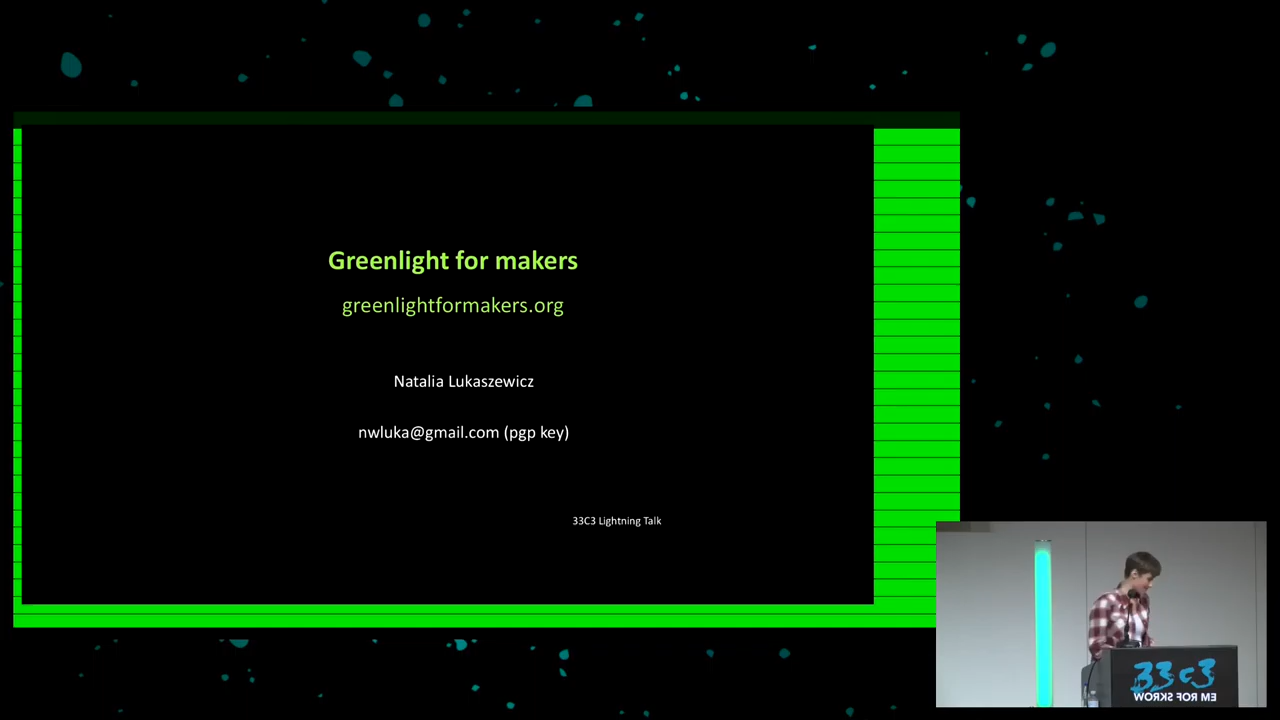 Greenlight for makers
greenlightformakers.org
Natalia Lukaszewicz
nwluka@gmail.com (pgp key)
33C3 Lightning Talk
33c3
WORKS FOR ME